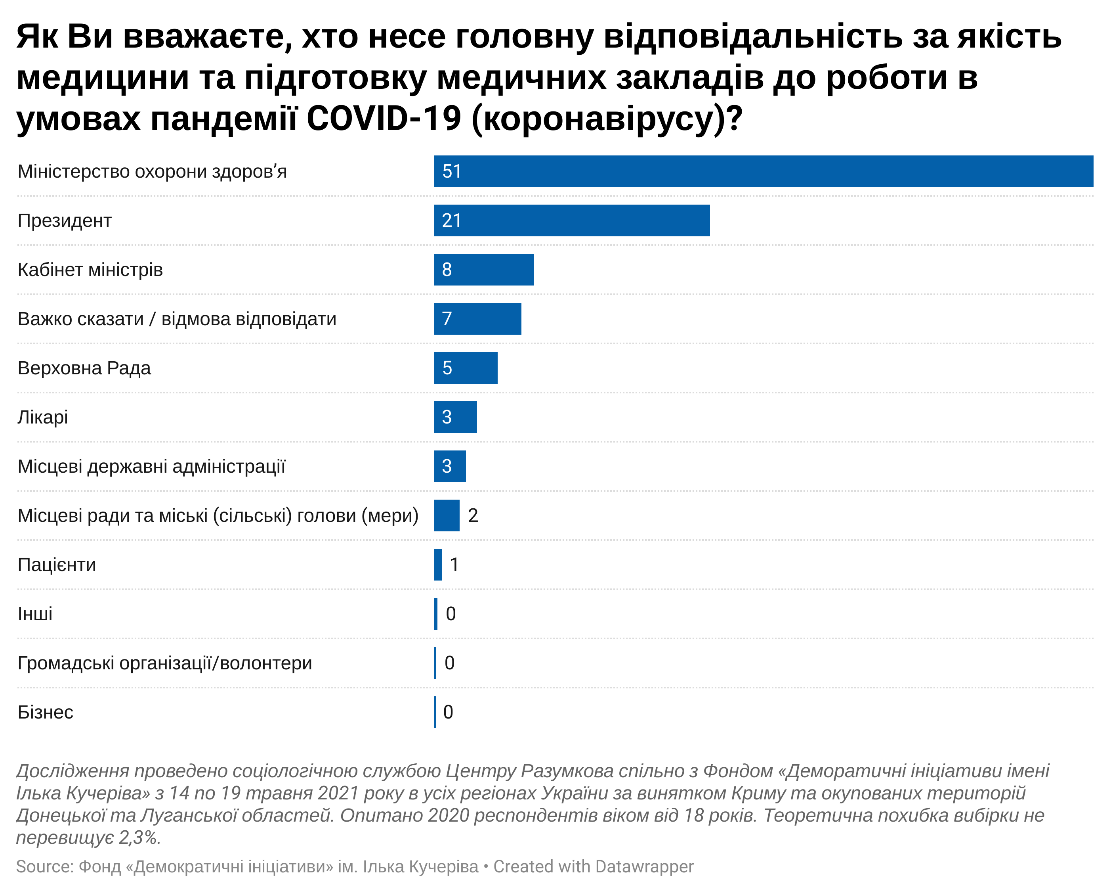 Як Ви вважаєте, хто несе головну відповідальність за якість
медицини та підготовку медичних закладів до роботи в
умовах пандемії COVID-19 (коронавірусу)?
Міністерство охорони здоров’я 51
Президент 21
Кабінет міністрів 8
Важко сказати / відмова відповідати 7
Верховна Рада 5
Лікарі 3
Місцеві державні адміністрації 3
Місцеві ради та міські (сільські) голови (мери) 2
Пацієнти 1
Інші 0
Громадські організації/волонтери 0
Бізнес 0
Дослідження проведено соціологічною службою Центру Разумкова спільно з Фондом «Деморатичні ініціативи імені
Ілька Кучеріва» з 14 по 19 травня 2021 року в усіх регіонах України за винятком Криму та окупованих територій
Донецької та Луганської областей. Опитано 2020 респондентів віком від 18 років. Теоретична похибка вибірки не
перевищує 2,3%.
Source: Фонд «Демократичні ініціативи» ім. Ілька Кучеріва • Created with Datawrapper